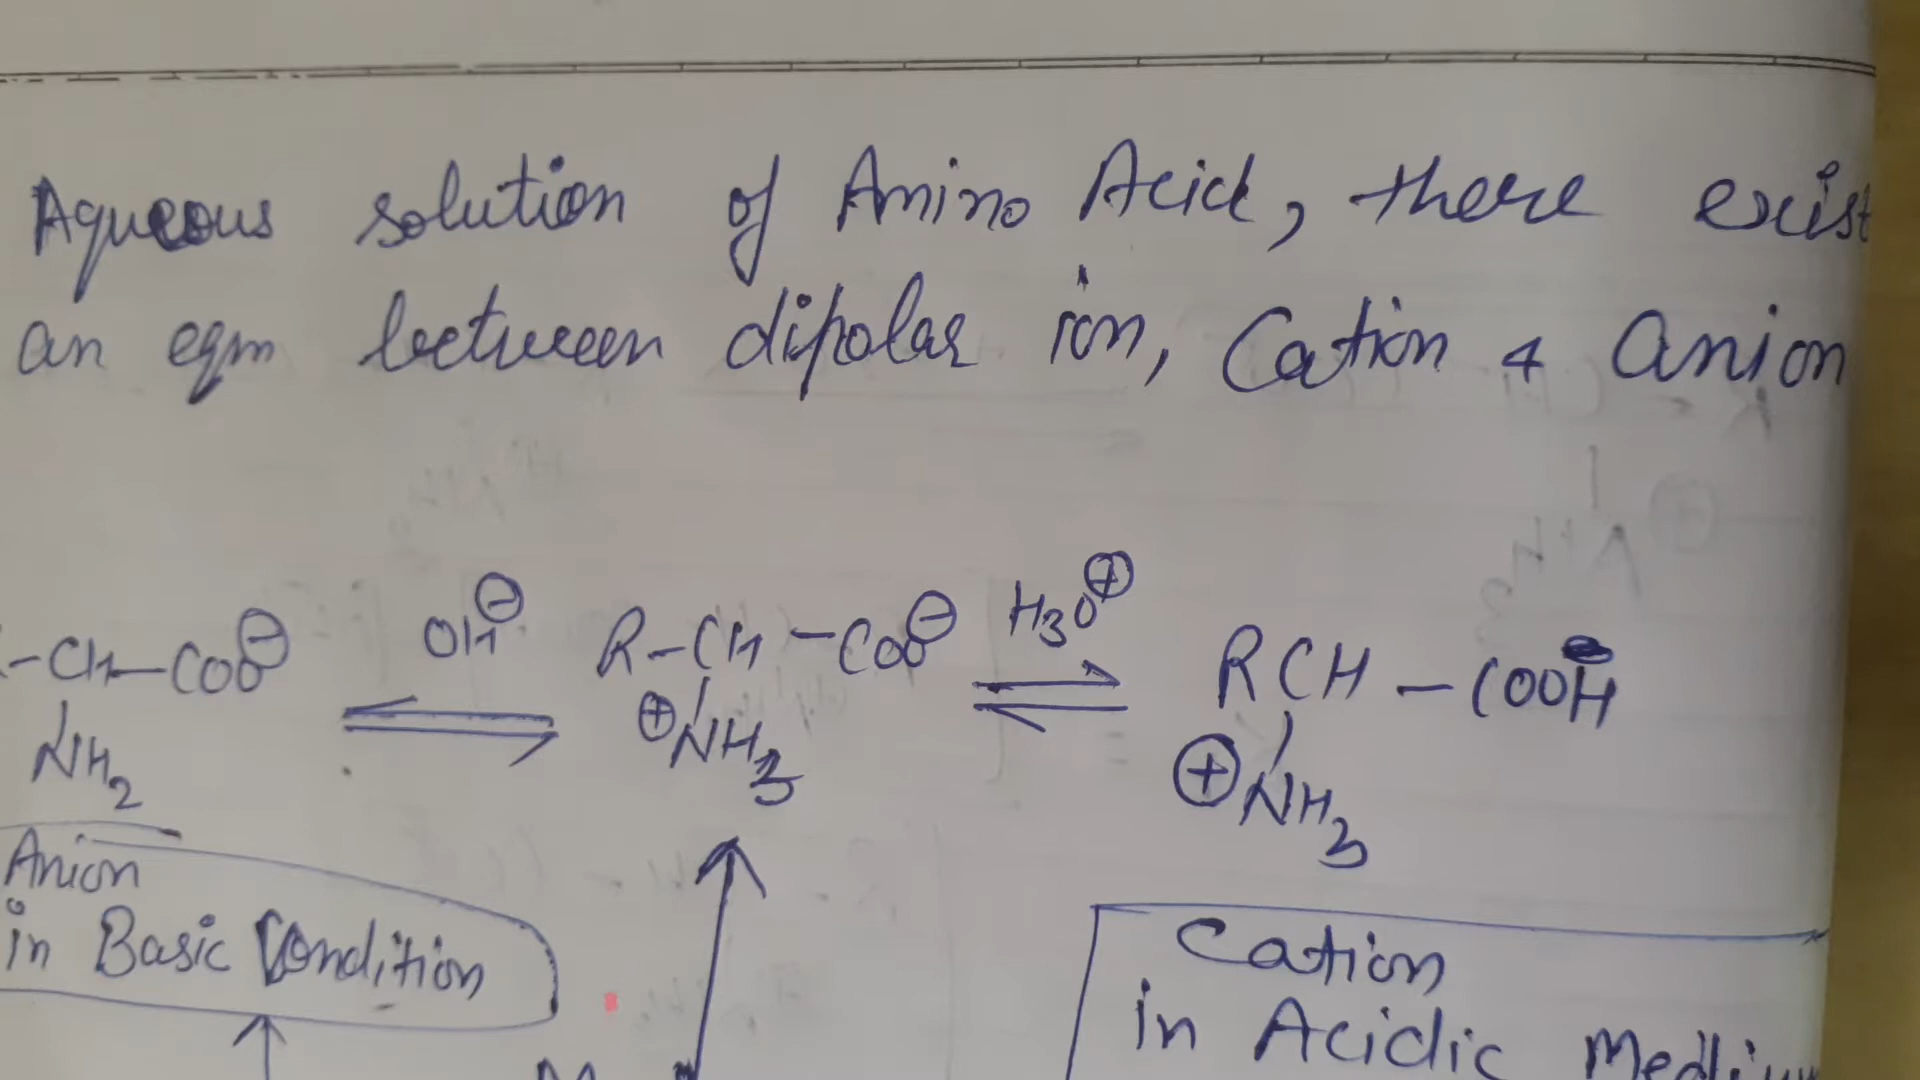 Aqueous solution of Amino Acid, there exist
an eqm between dipolar ion, Cation & anion
-CH-COO⊖ OH⊖ R-CH-COO⊖ H3O⊕ RCH-COOH
NH2 ⊕NH3 ⊕NH3
Anion
in Basic Condition
Cation
in Acidic Medium